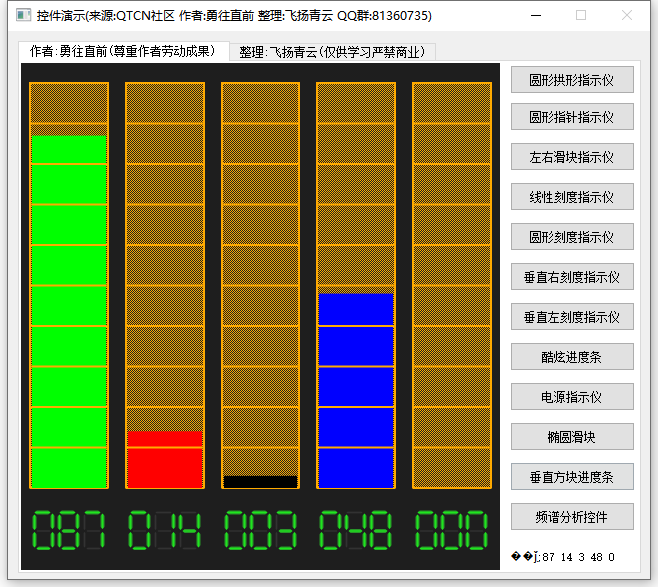 控件演示(来源:QTCN社区 作者:勇往直前 整理:飞扬青云 QQ群:81360735)
作者:勇往直前(尊重作者劳动成果)
整理:飞扬青云(仅供学习严禁商业)
圆形拱形指示仪
圆形指针指示仪
左右滑块指示仪
线性刻度指示仪
圆形刻度指示仪
垂直右刻度指示仪
垂直左刻度指示仪
酷炫进度条
电源指示仪
椭圆滑块
垂直方块进度条
频谱分析控件
087 014 003 048 000
��ǰ:87 14 3 48 0